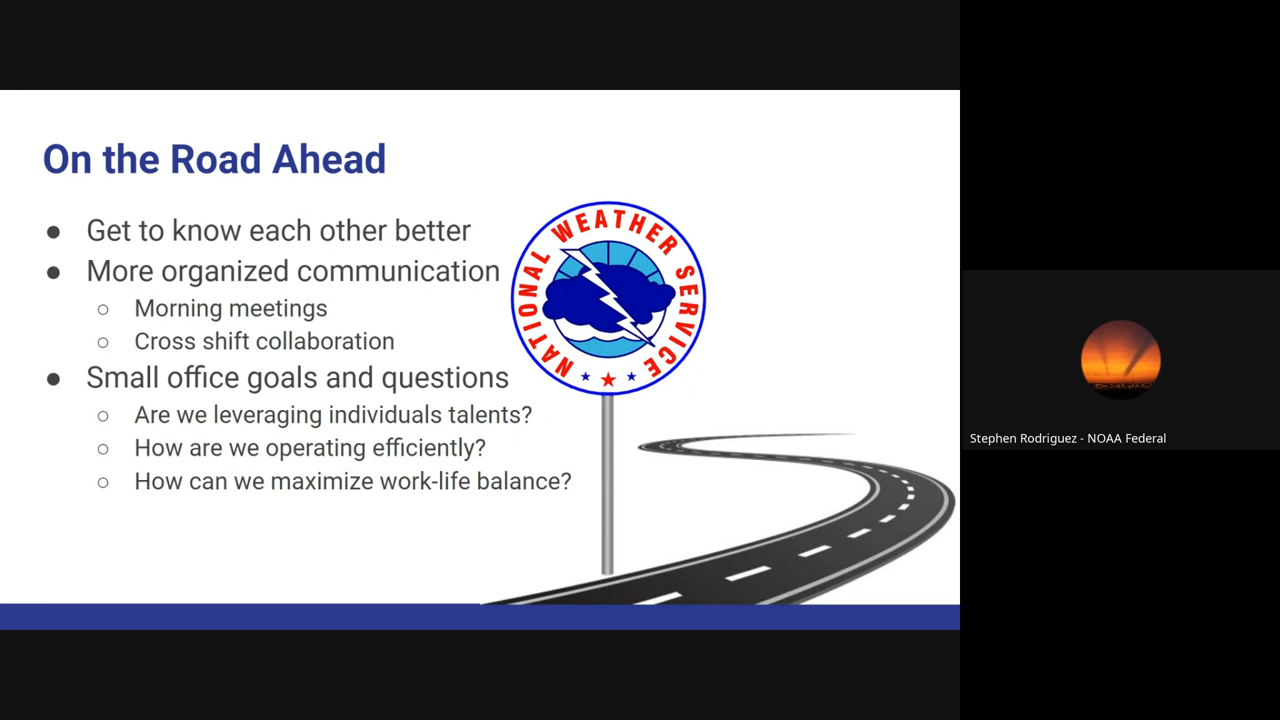 On the Road Ahead
● Get to know each other better
● More organized communication
○ Morning meetings
○ Cross shift collaboration
● Small office goals and questions
○ Are we leveraging individuals talents?
○ How are we operating efficiently?
○ How can we maximize work-life balance?
NATIONAL WEATHER SERVICE
Stephen Rodriguez - NOAA Federal